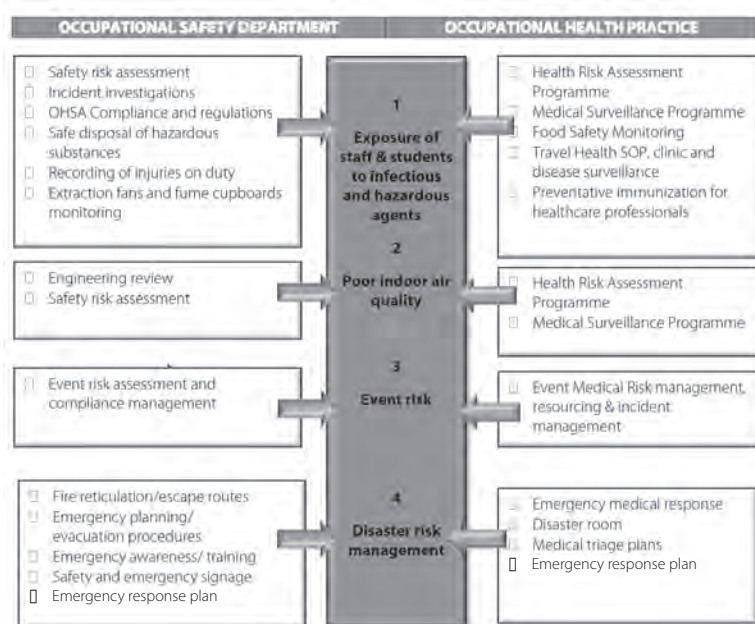 OCCUPATIONAL SAFETY DEPARTMENT
OCCUPATIONAL HEALTH PRACTICE
Safety risk assessment
Incident investigations
OHSA Compliance and regulations
Safe disposal of hazardous
substances
Recording of injuries on duty
Extraction fans and fume cupboards
monitoring
1
Exposure of
staff & students
to infectious
and hazardous
agents
Health Risk Assessment
Programme
Medical Surveillance Programme
Food Safety Monitoring
Travel Health SOP, clinic and
disease surveillance
Preventative immunization for
healthcare professionals
Engineering review
Safety risk assessment
2
Poor indoor air
quality
Health Risk Assessment
Programme
Medical Surveillance Programme
Event risk assessment and
compliance management
3
Event risk
Event Medical Risk management,
resourcing & incident
management
Fire reticulation/escape routes
Emergency planning/
evacuation procedures
Emergency awareness/ training
Safety and emergency signage
Emergency response plan
4
Disaster risk
management
Emergency medical response
Disaster room
Medical triage plans
Emergency response plan